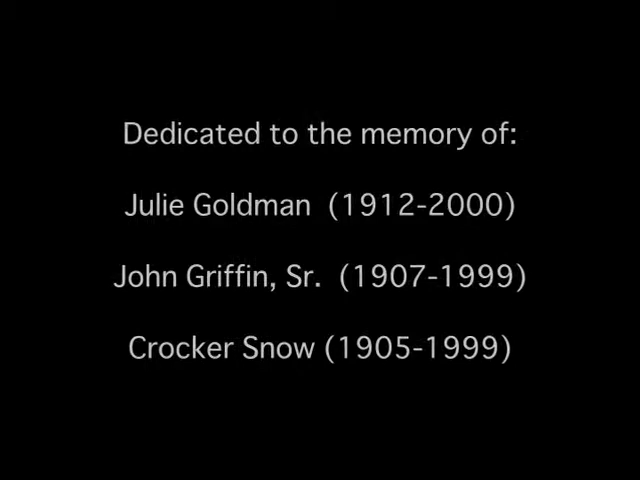 Dedicated to the memory of:
Julie Goldman  (1912-2000)
John Griffin, Sr.  (1907-1999)
Crocker Snow (1905-1999)